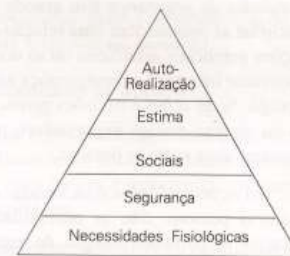 Auto-
Realização
Estima
Sociais
Segurança
Necessidades Fisiológicas